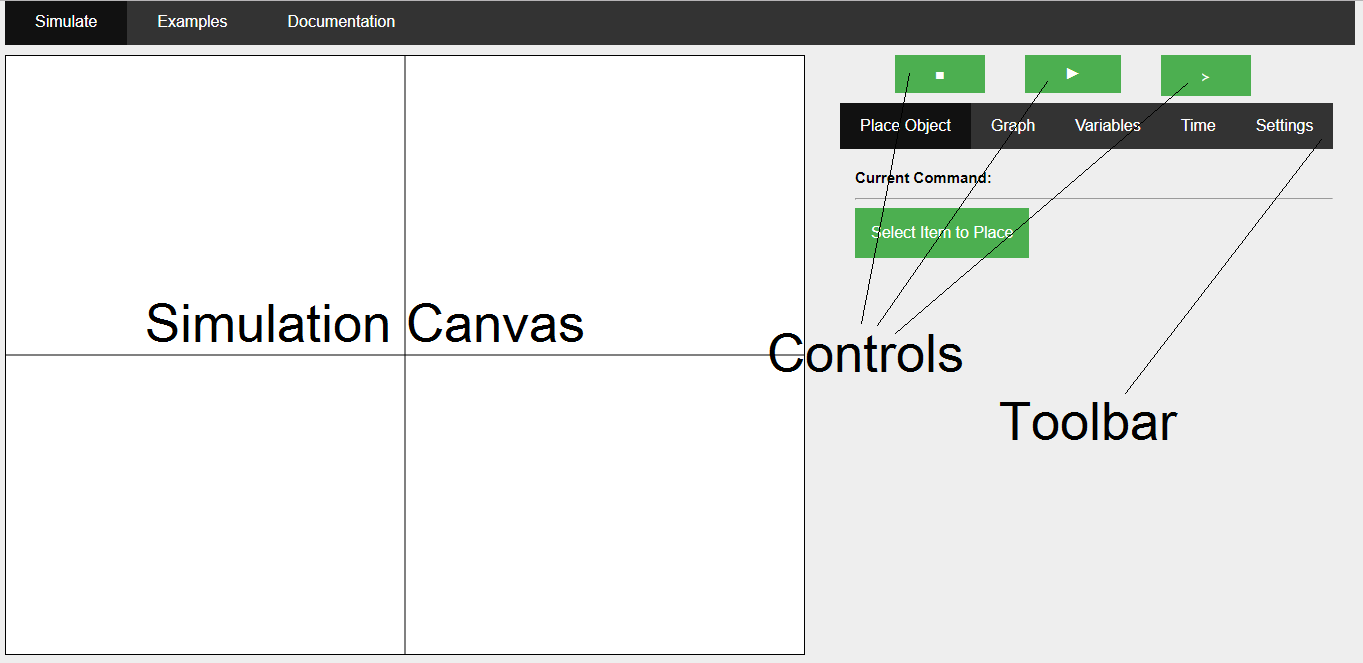 Simulate Examples Documentation
■ ▶ >
Place Object Graph Variables Time Settings
Current Command:
Select Item to Place
Simulation Canvas
Controls
Toolbar